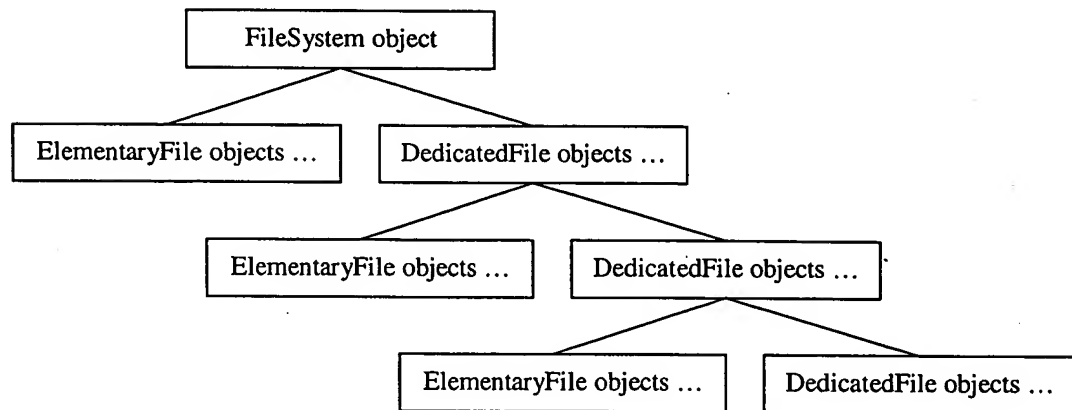 FileSystem object
ElementaryFile objects ...
DedicatedFile objects ...
ElementaryFile objects ...
DedicatedFile objects ...
ElementaryFile objects ...
DedicatedFile objects ...